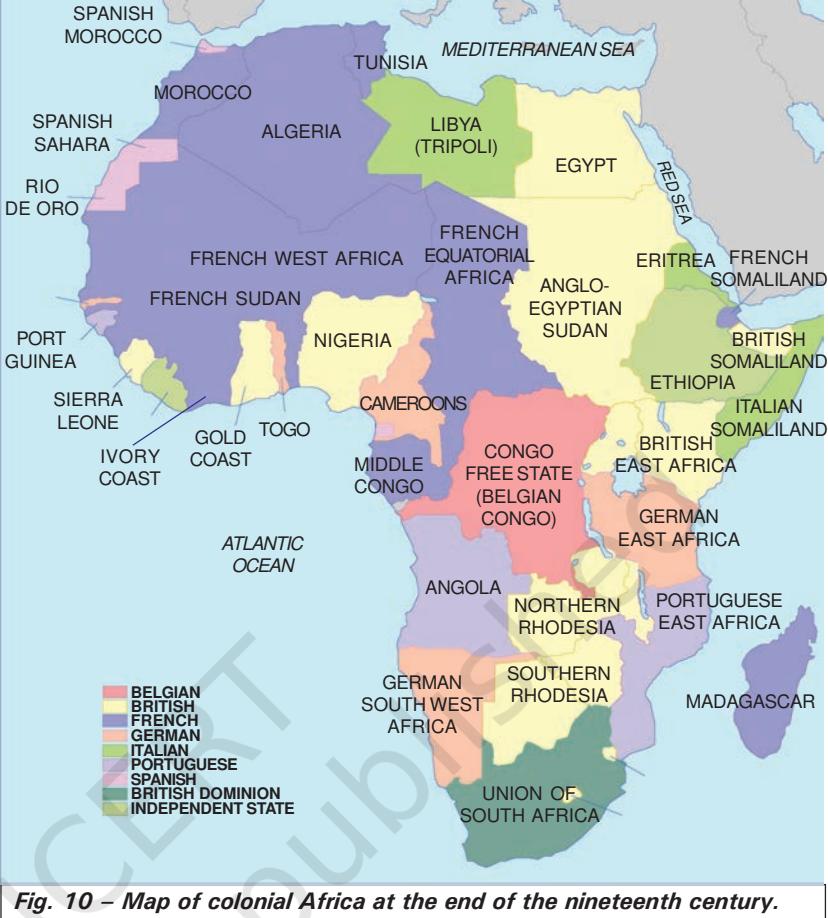 SPANISH
MOROCCO
MEDITERRANEAN SEA
TUNISIA
MOROCCO
SPANISH
SAHARA
ALGERIA
LIBYA
(TRIPOLI)
EGYPT
RIO
DE ORO
RED SEA
FRENCH WEST AFRICA
FRENCH
EQUATORIAL
AFRICA
ERITREA
FRENCH
SOMALILAND
FRENCH SUDAN
ANGLO-
EGYPTIAN
SUDAN
PORT
GUINEA
NIGERIA
BRITISH
SOMALILAND
ETHIOPIA
SIERRA
LEONE
CAMEROONS
ITALIAN
SOMALILAND
IVORY
COAST
GOLD
COAST
TOGO
MIDDLE
CONGO
CONGO
FREE STATE
(BELGIAN
CONGO)
BRITISH
EAST AFRICA
GERMAN
EAST AFRICA
ATLANTIC
OCEAN
ANGOLA
NORTHERN
RHODESIA
PORTUGUESE
EAST AFRICA
GERMAN
SOUTH WEST
AFRICA
SOUTHERN
RHODESIA
MADAGASCAR
UNION OF
SOUTH AFRICA
BELGIAN
BRITISH
FRENCH
GERMAN
ITALIAN
PORTUGUESE
SPANISH
BRITISH DOMINION
INDEPENDENT STATE
Fig. 10 – Map of colonial Africa at the end of the nineteenth century.